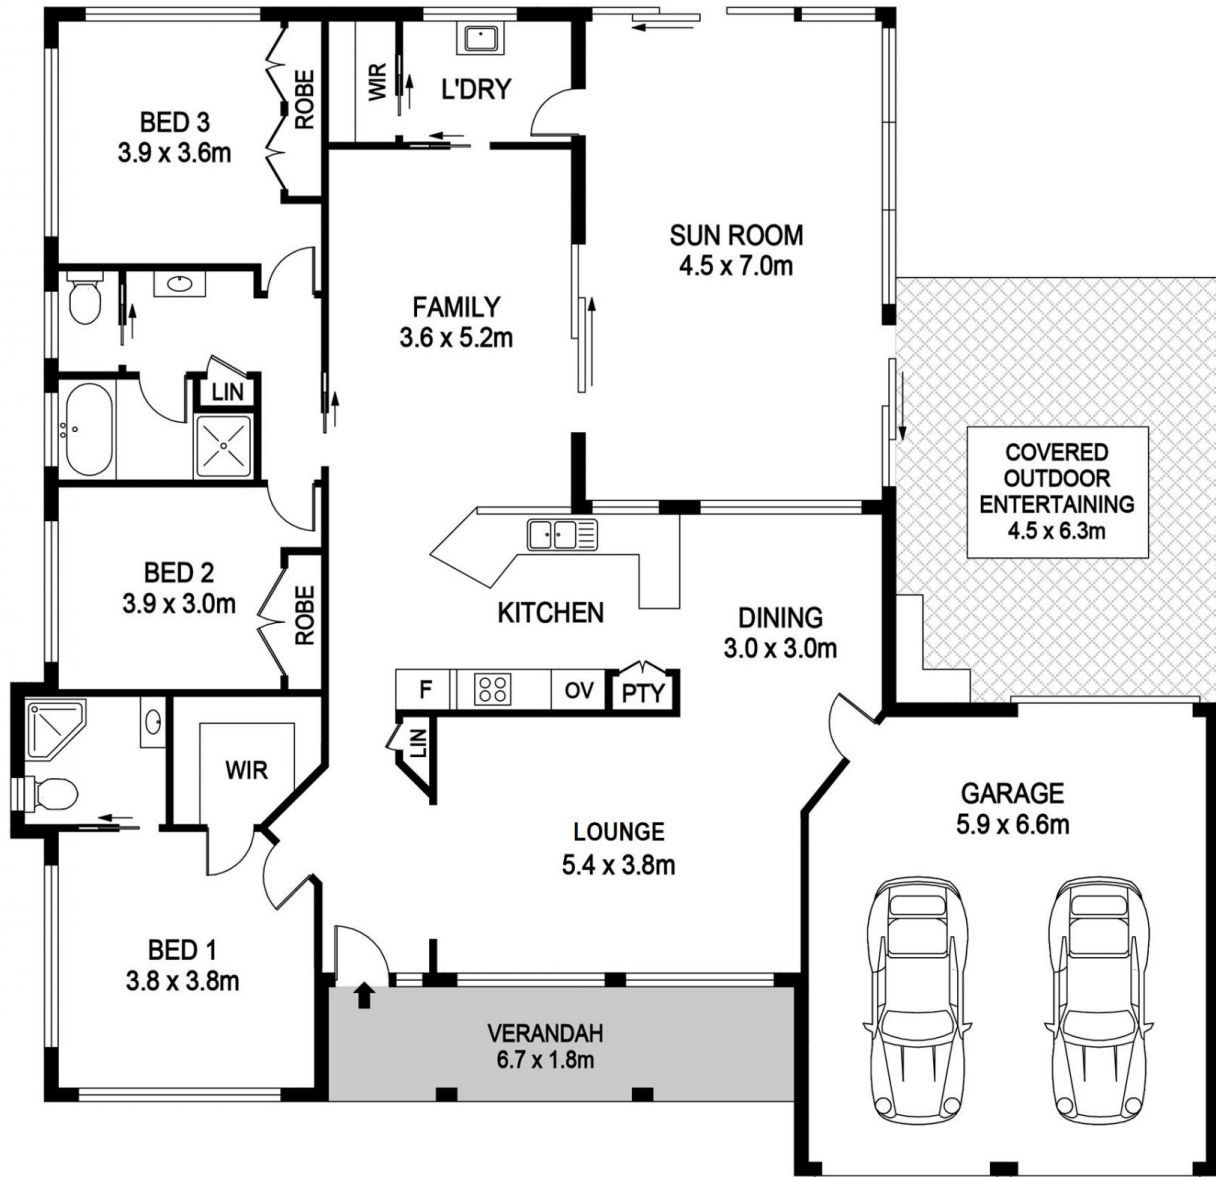 BED 3
3.9 x 3.6m
ROBE
WIR
L'DRY
SUN ROOM
4.5 x 7.0m
FAMILY
3.6 x 5.2m
LIN
COVERED
OUTDOOR
ENTERTAINING
4.5 x 6.3m
BED 2
3.9 x 3.0m
ROBE
KITCHEN
DINING
3.0 x 3.0m
F
OV
PTY
LIN
WIR
LOUNGE
5.4 x 3.8m
GARAGE
5.9 x 6.6m
BED 1
3.8 x 3.8m
VERANDAH
6.7 x 1.8m